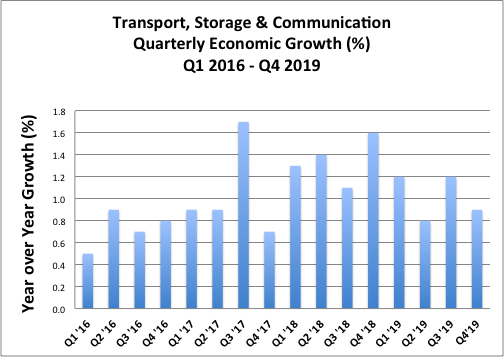 Transport, Storage & Communication
Quarterly Economic Growth (%)
Q1 2016 - Q4 2019
Year over Year Growth (%)
1.8
1.6
1.4
1.2
1.0
0.8
0.6
0.4
0.2
0.0
Q1 '16
Q2 '16
Q3 '16
Q4 '16
Q1 '17
Q2 '17
Q3 '17
Q4 '17
Q1 '18
Q2 '18
Q3 '18
Q4 '18
Q1 '19
Q2 '19
Q3 '19
Q4'19